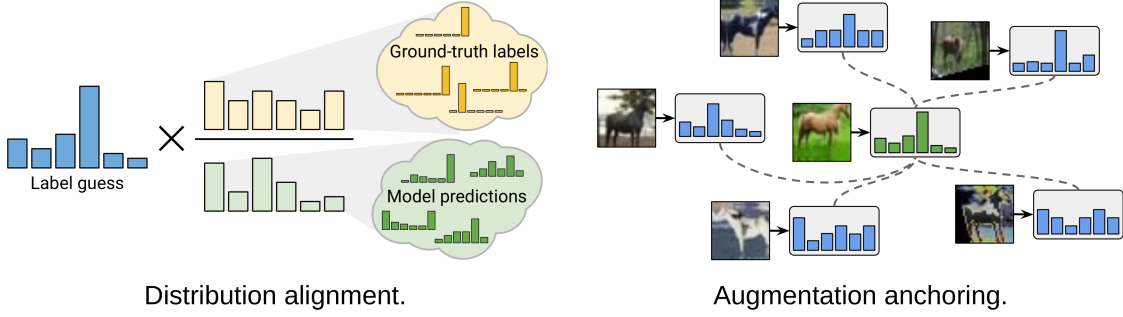 Ground-truth labels
Label guess
Model predictions
Distribution alignment.
Augmentation anchoring.